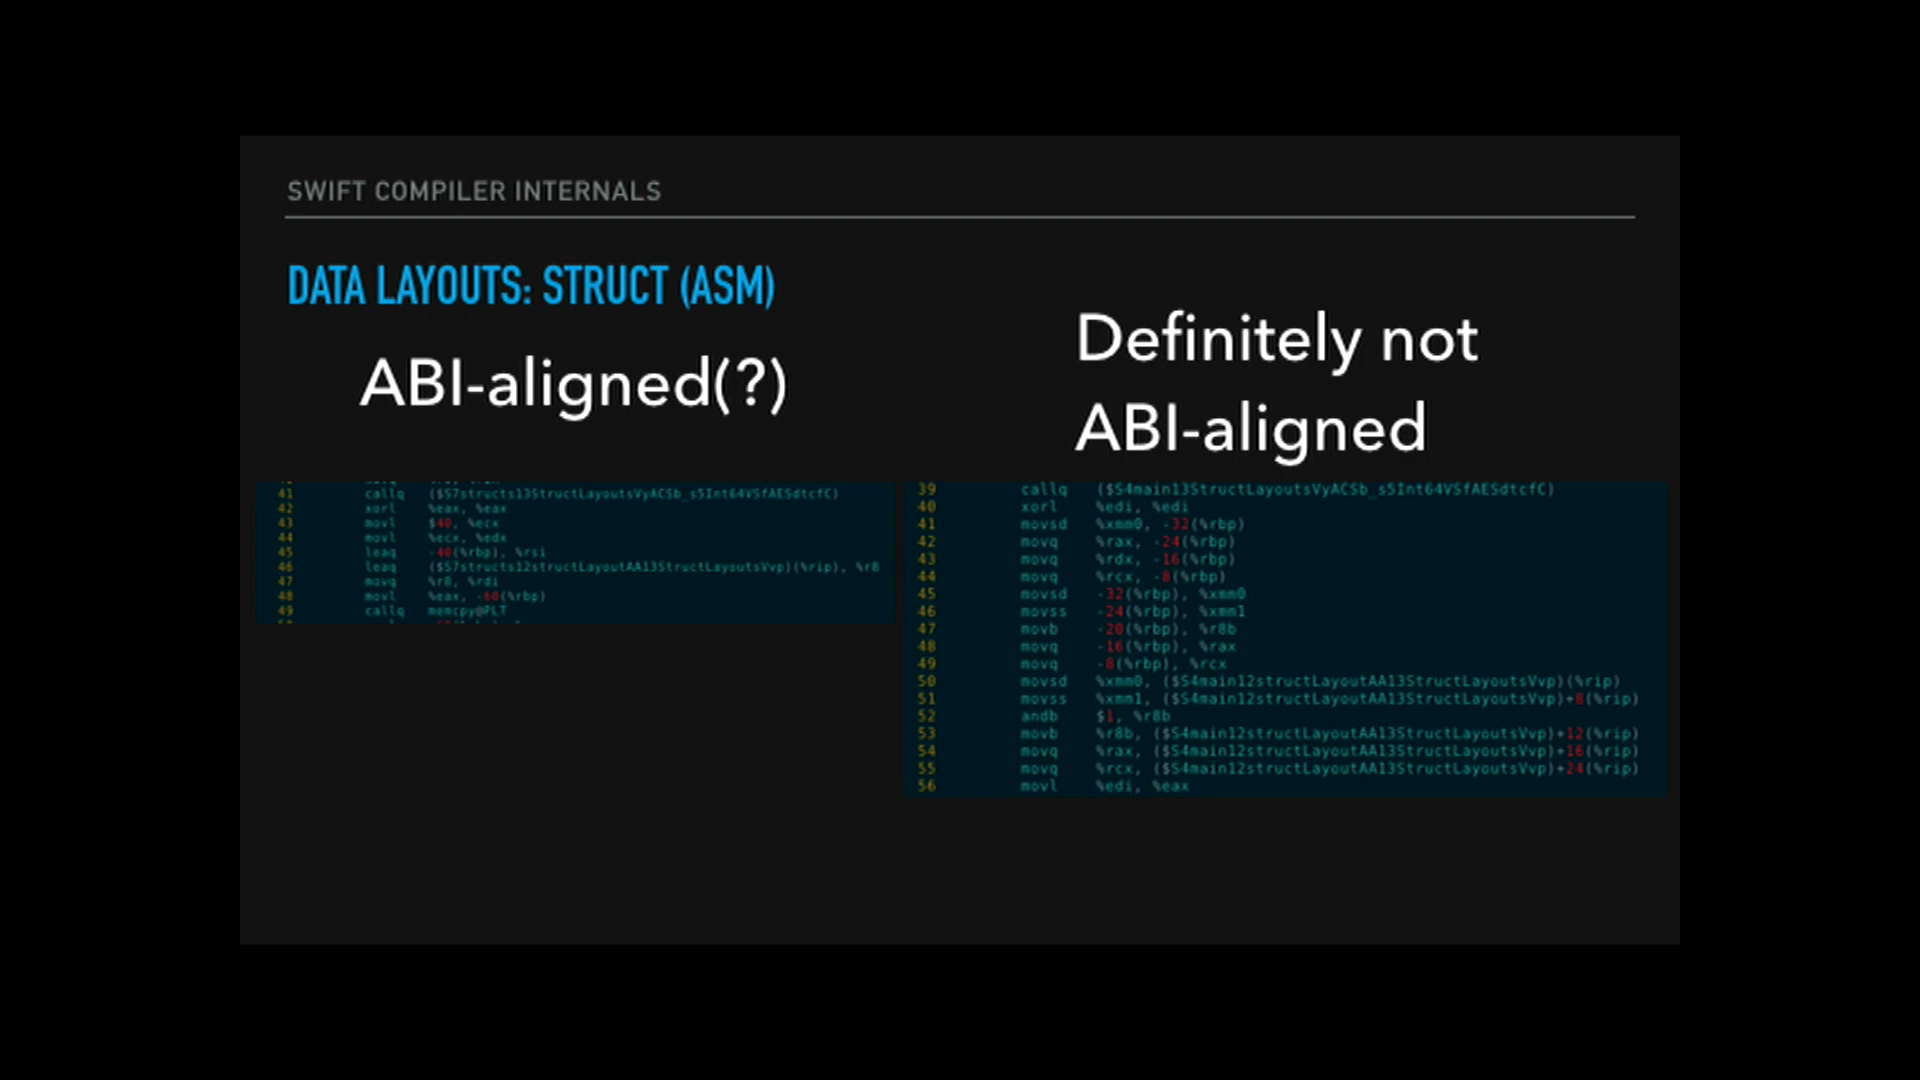 SWIFT COMPILER INTERNALS
DATA LAYOUTS: STRUCT (ASM)
ABI-aligned(?)
Definitely not
ABI-aligned
41 callq ($S7structs13StructLayoutsVyACSb_s5Int64VSfAESdtcfC)
42 xorl %eax, %eax
43 movl $40, %ecx
44 movl %ecx, %edx
45 leaq -40(%rbp), %rsi
46 leaq ($S7structs12structLayoutAA13StructLayoutsVvp)(%rip), %r8
47 movq %r8, %rdi
48 movl %eax, -60(%rbp)
49 callq memcpy@PLT
39 callq ($S4main13StructLayoutsVyACSb_s5Int64VSfAESdtcfC)
40 xorl %edi, %edi
41 movsd %xmm0, -32(%rbp)
42 movq %rax, -24(%rbp)
43 movq %rdx, -16(%rbp)
44 movq %rcx, -8(%rbp)
45 movsd -32(%rbp), %xmm0
46 movss -24(%rbp), %xmm1
47 movb -20(%rbp), %r8b
48 movq -16(%rbp), %rax
49 movq -8(%rbp), %rcx
50 movsd %xmm0, ($S4main12structLayoutAA13StructLayoutsVvp)(%rip)
51 movss %xmm1, ($S4main12structLayoutAA13StructLayoutsVvp)+8(%rip)
52 andb $1, %r8b
53 movb %r8b, ($S4main12structLayoutAA13StructLayoutsVvp)+12(%rip)
54 movq %rax, ($S4main12structLayoutAA13StructLayoutsVvp)+16(%rip)
55 movq %rcx, ($S4main12structLayoutAA13StructLayoutsVvp)+24(%rip)
56 movl %edi, %eax